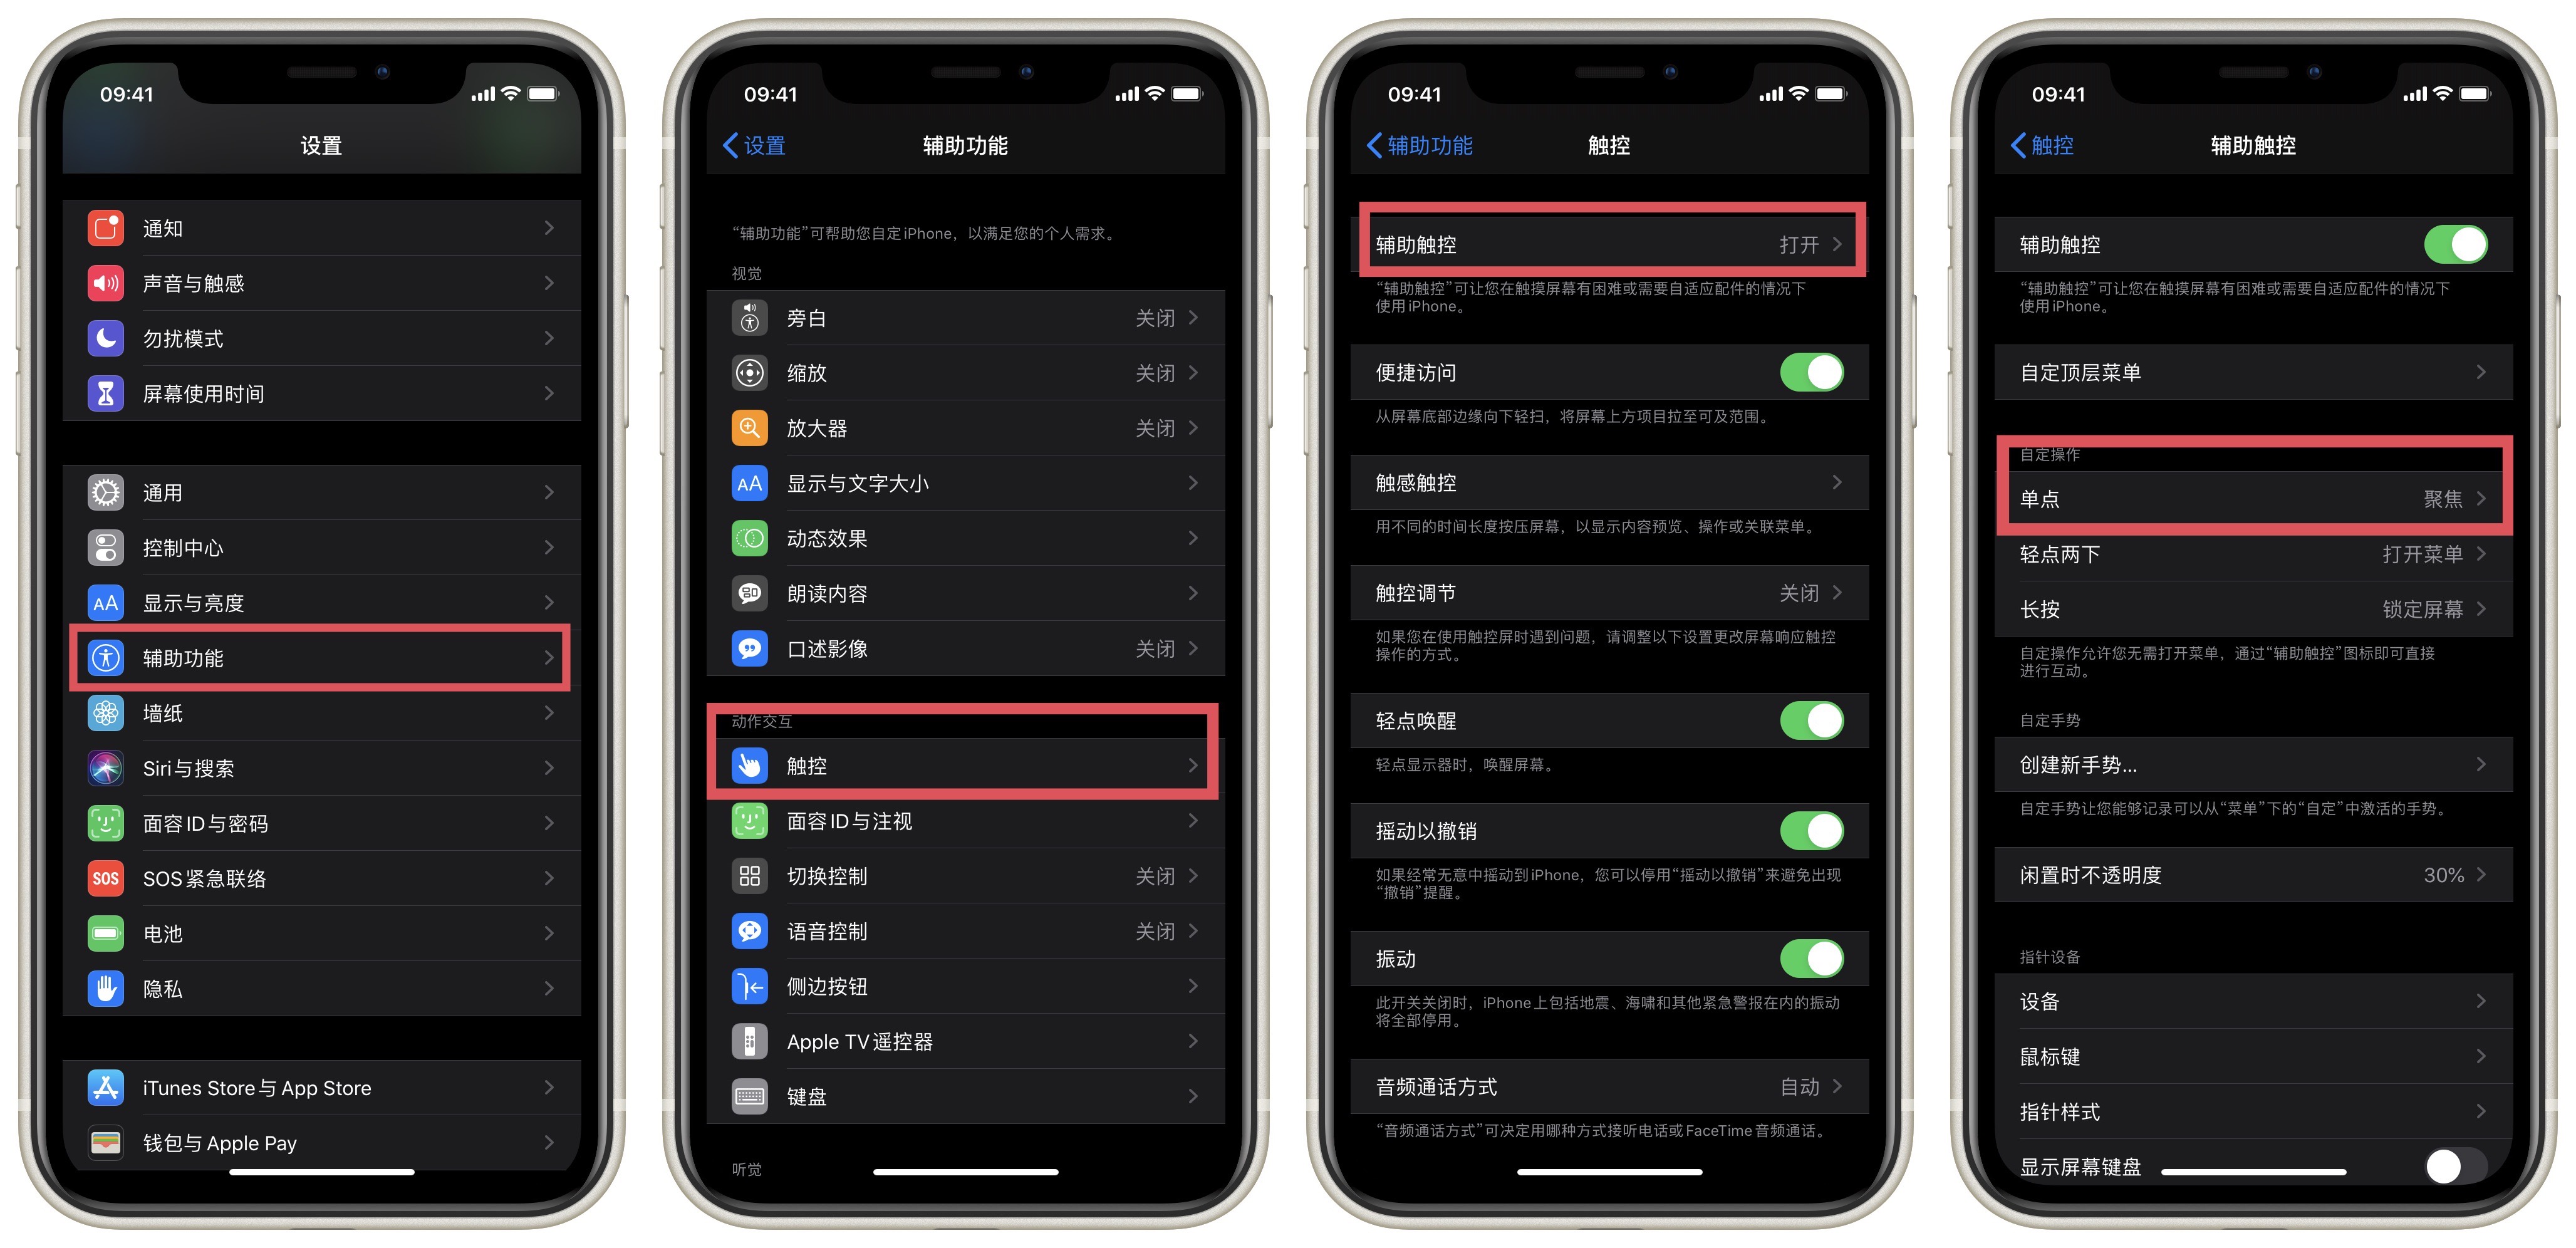 09:41
设置
通知
声音与触感
勿扰模式
屏幕使用时间
通用
控制中心
AA 显示与亮度
辅助功能
墙纸
Siri与搜索
面容ID与密码
SOS SOS紧急联络
电池
隐私
iTunes Store与App Store
钱包与Apple Pay
09:41
设置 辅助功能
“辅助功能”可帮助您自定iPhone，以满足您的个人需求。
视觉
旁白 关闭
缩放 关闭
放大器 关闭
AA 显示与文字大小
动态效果
朗读内容
口述影像 关闭
动作交互
触控
面容ID与注视
切换控制 关闭
语音控制 关闭
侧边按钮
Apple TV遥控器
键盘
听觉
09:41
辅助功能 触控
辅助触控 打开
“辅助触控”可让您在触摸屏幕有困难或需要自适应配件的情况下
使用iPhone。
便捷访问
从屏幕底部边缘向下轻扫，将屏幕上方项目拉至可及范围。
触感触控
用不同的时间长度按压屏幕，以显示内容预览、操作或关联菜单。
触控调节 关闭
如果您在使用触控屏时遇到问题，请调整以下设置更改屏幕响应触控
操作的方式。
轻点唤醒
轻点显示器时，唤醒屏幕。
摇动以撤销
如果经常无意中摇动到iPhone，您可以停用“摇动以撤销”来避免出现
“撤销”提醒。
振动
此开关关闭时，iPhone上包括地震、海啸和其他紧急警报在内的振动
将全部停用。
音频通话方式 自动
“音频通话方式”可决定用哪种方式接听电话或FaceTime音频通话。
09:41
触控 辅助触控
辅助触控
“辅助触控”可让您在触摸屏幕有困难或需要自适应配件的情况下
使用iPhone。
自定顶层菜单
自定操作
单点 聚焦
轻点两下 打开菜单
长按 锁定屏幕
自定操作允许您无需打开菜单，通过“辅助触控”图标即可直接
进行互动。
自定手势
创建新手势...
自定手势让您能够记录可以从“菜单”下的“自定”中激活的手势。
闲置时不透明度 30%
指针设备
设备
鼠标键
指针样式
显示屏幕键盘